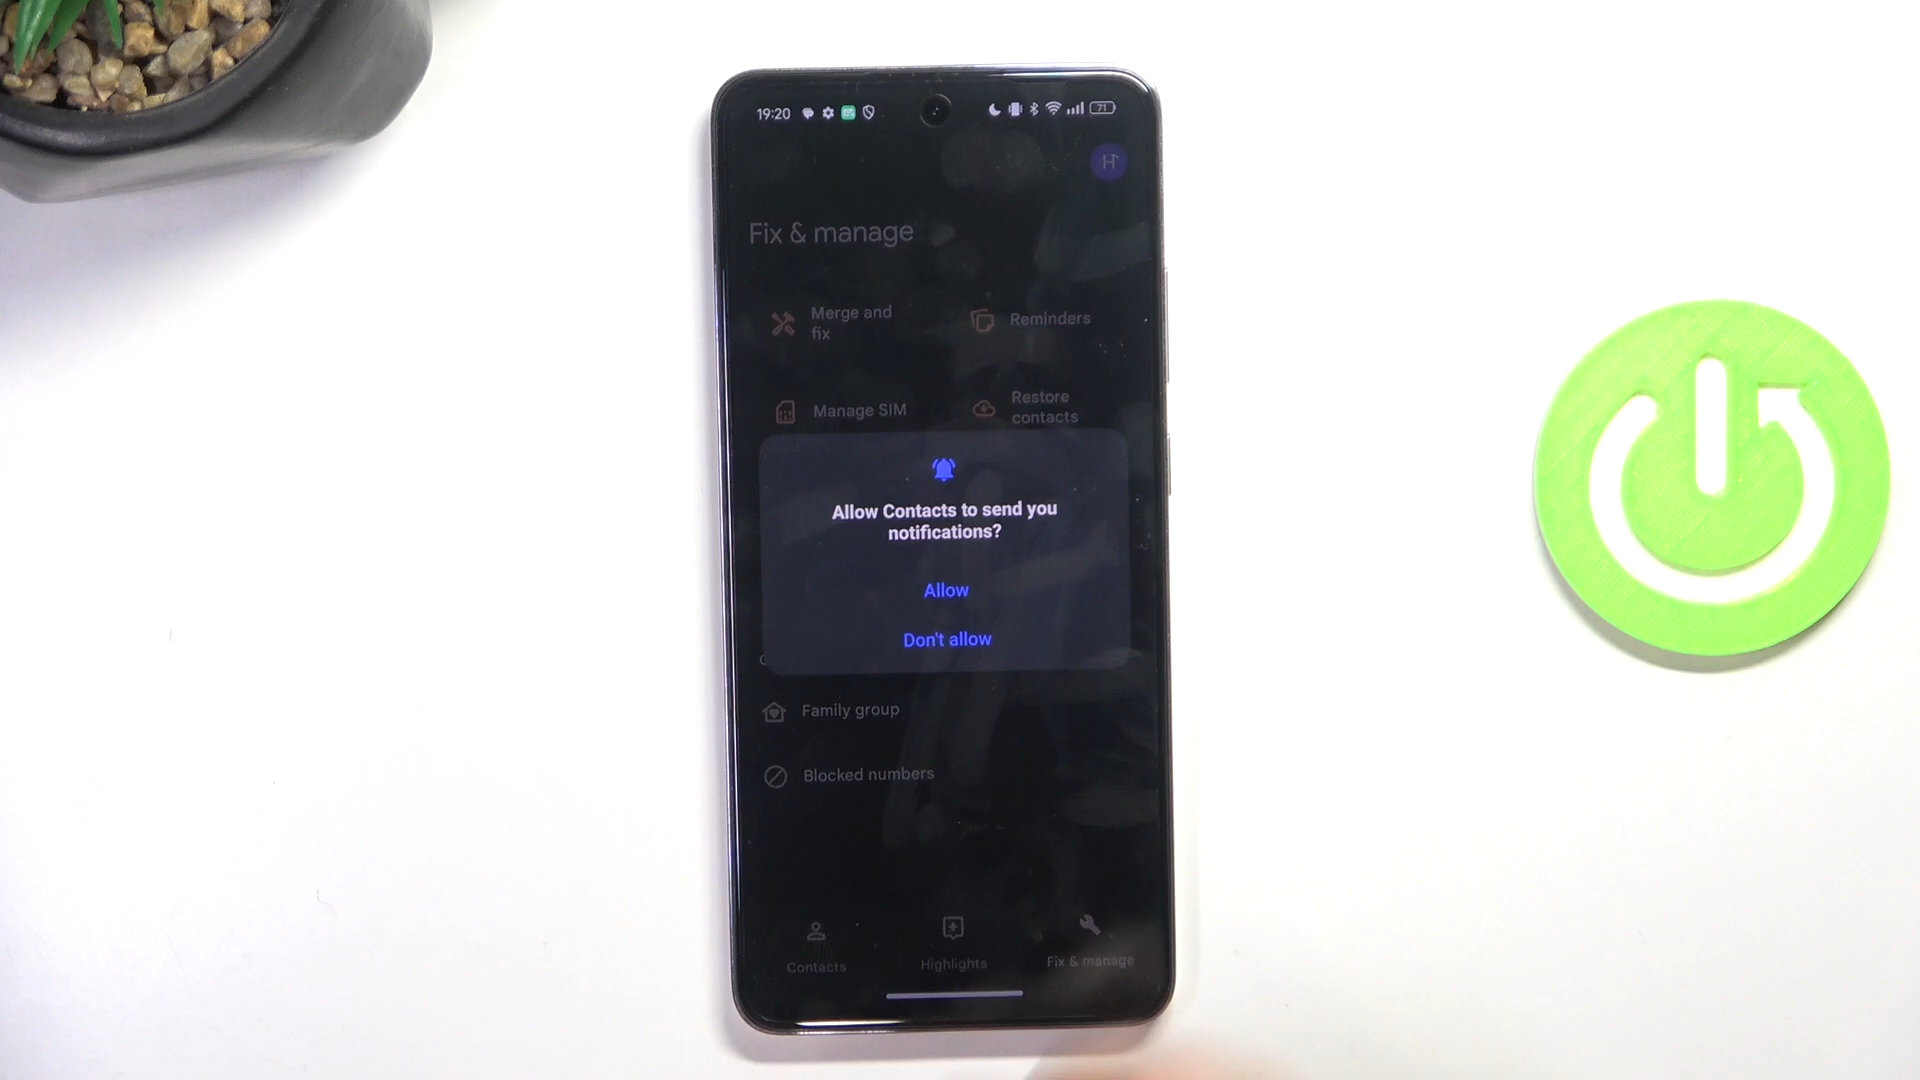 19:20
71
H
Fix & manage
Merge and
fix
Reminders
Manage SIM
Restore
contacts
Allow Contacts to send you
notifications?
Allow
Don't allow
Family group
Blocked numbers
Contacts
Highlights
Fix & manage